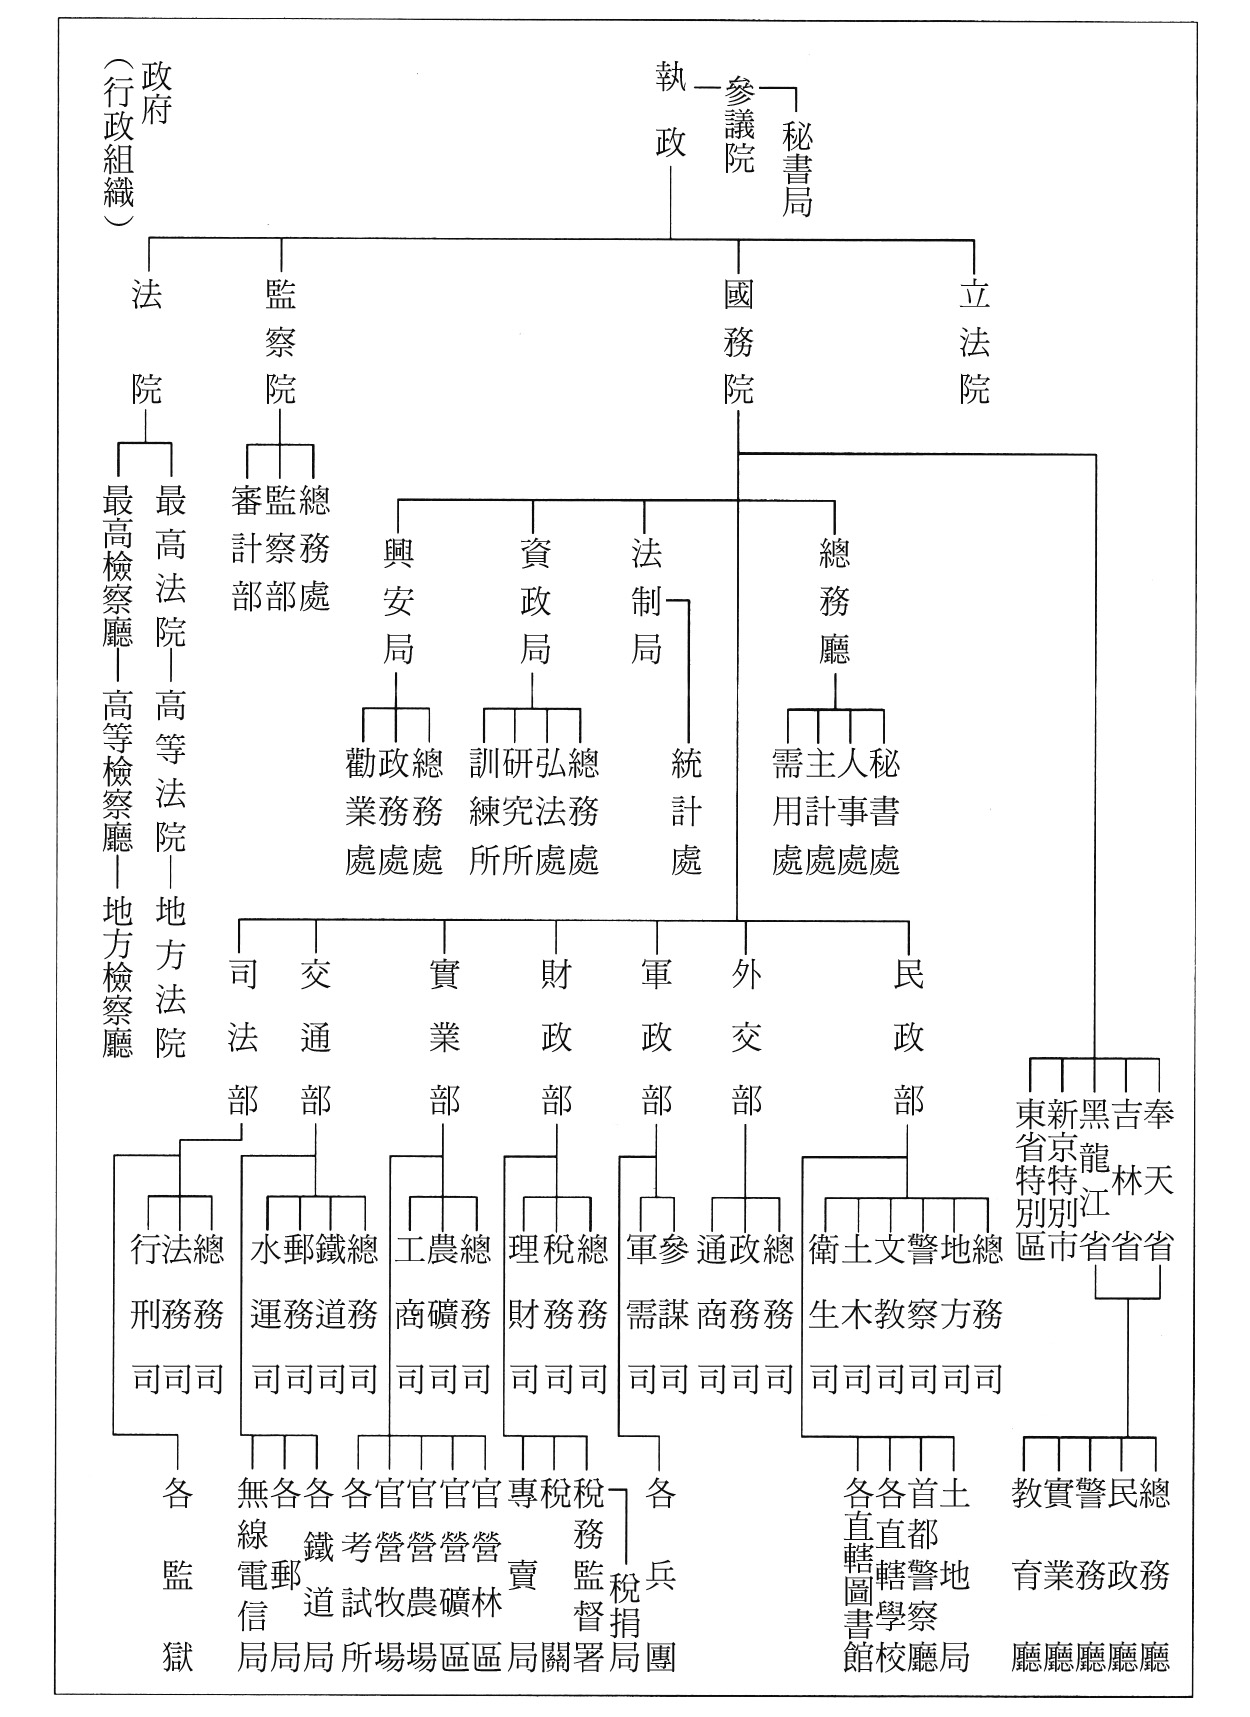 政府
（行政組織）
執政
參議院
秘書局
立法院
國務院
監察院
法院
總務處
監察部
審計部
最高法院
高等法院
地方法院
最高檢察廳
高等檢察廳
地方檢察廳
總務廳
法制局
資政局
興安局
秘書處
人事處
主計處
需用處
統計處
總務處
弘法處
研究所
訓練所
總務處
政務處
勸業處
民政部
外交部
軍政部
財政部
實業部
交通部
司法部
奉天省
吉林省
黑龍江省
新京特別市
東省特別區
總務司
地方司
警察司
文教司
土木司
衛生司
總務司
政務司
通商司
參謀司
軍需司
總務司
稅務司
理財司
總務司
農礦司
工商司
總務司
鐵道司
郵務司
水運司
總務司
法務司
行刑司
總務廳
民政廳
警務廳
實業廳
教育廳
土地局
首都警察廳
各直轄學校
各直轄圖書館
各兵團
稅捐局
稅務監督署
稅關
專賣局
官營林區
官營礦區
官營農場
官營牧場
各考試所
各鐵道局
各郵局
無線電信局
各監獄